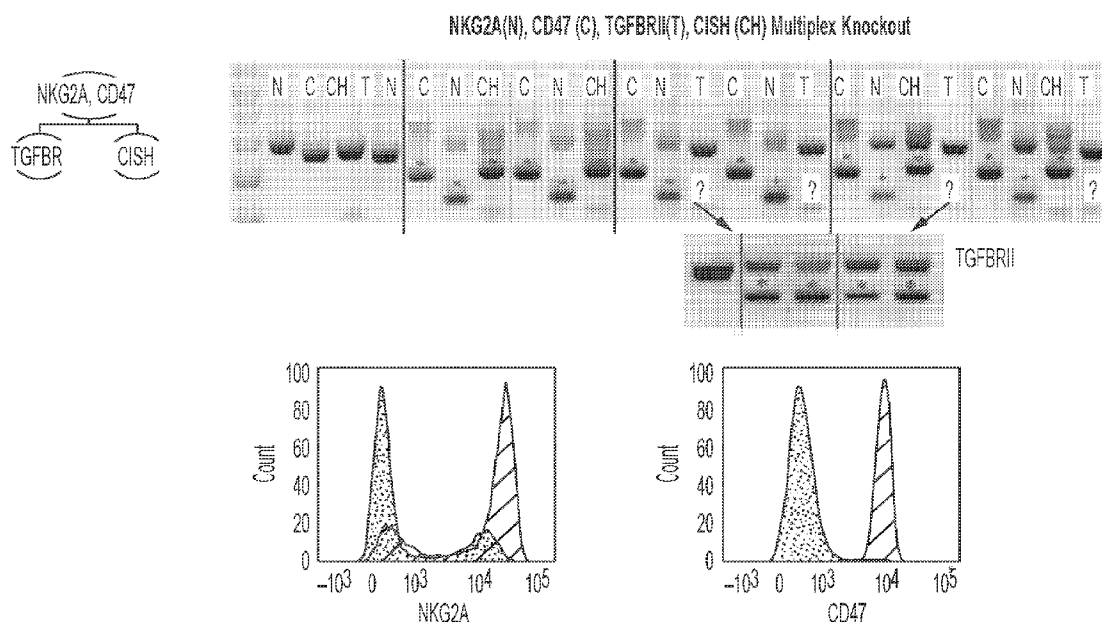 NKG2A(N), CD47 (C), TGFBRII(T), CISH (CH) Multiplex Knockout
NKG2A, CD47
TGFBR CISH
N C CH T N C N CH C N CH C N T C N T C N CH T C N CH T
? ? ? ?
TGFBRII
100
80
60
40
20
0
Count
-10³ 0 10³ 10⁴ 10⁵
NKG2A
100
80
60
40
20
0
Count
-10³ 0 10³ 10⁴ 10⁵
CD47